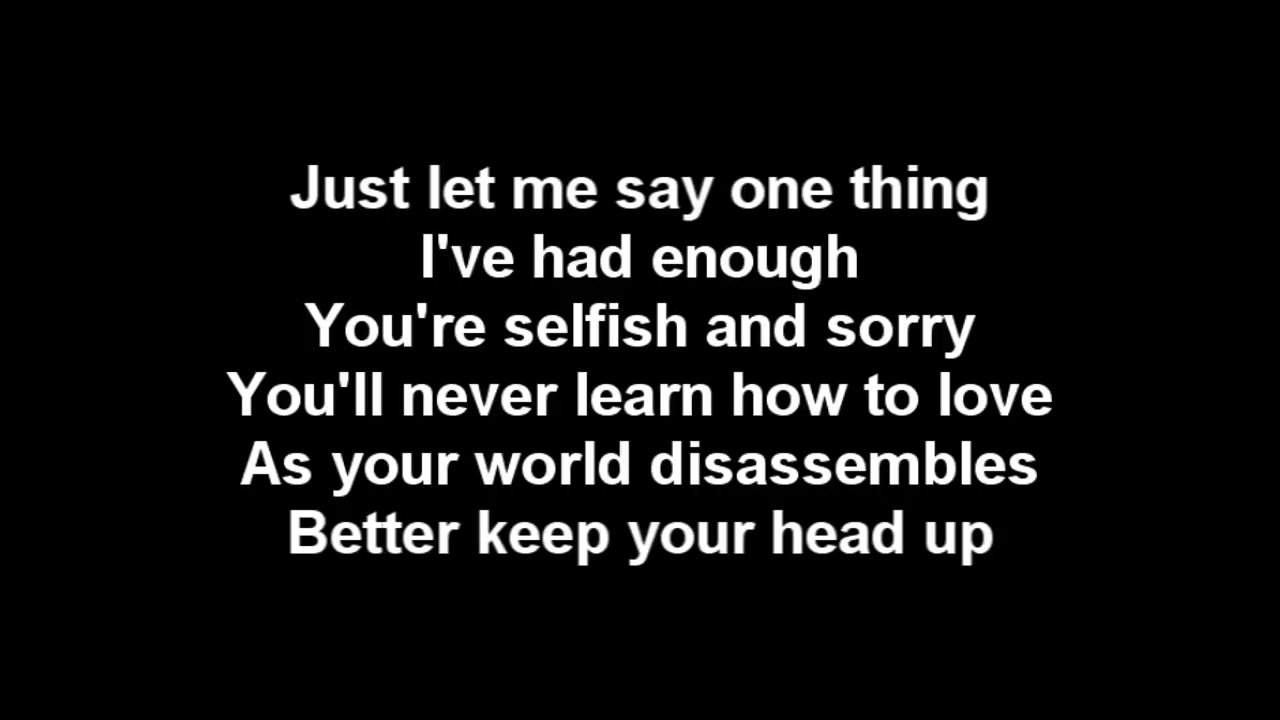 Just let me say one thing
I've had enough
You're selfish and sorry
You'll never learn how to love
As your world disassembles
Better keep your head up